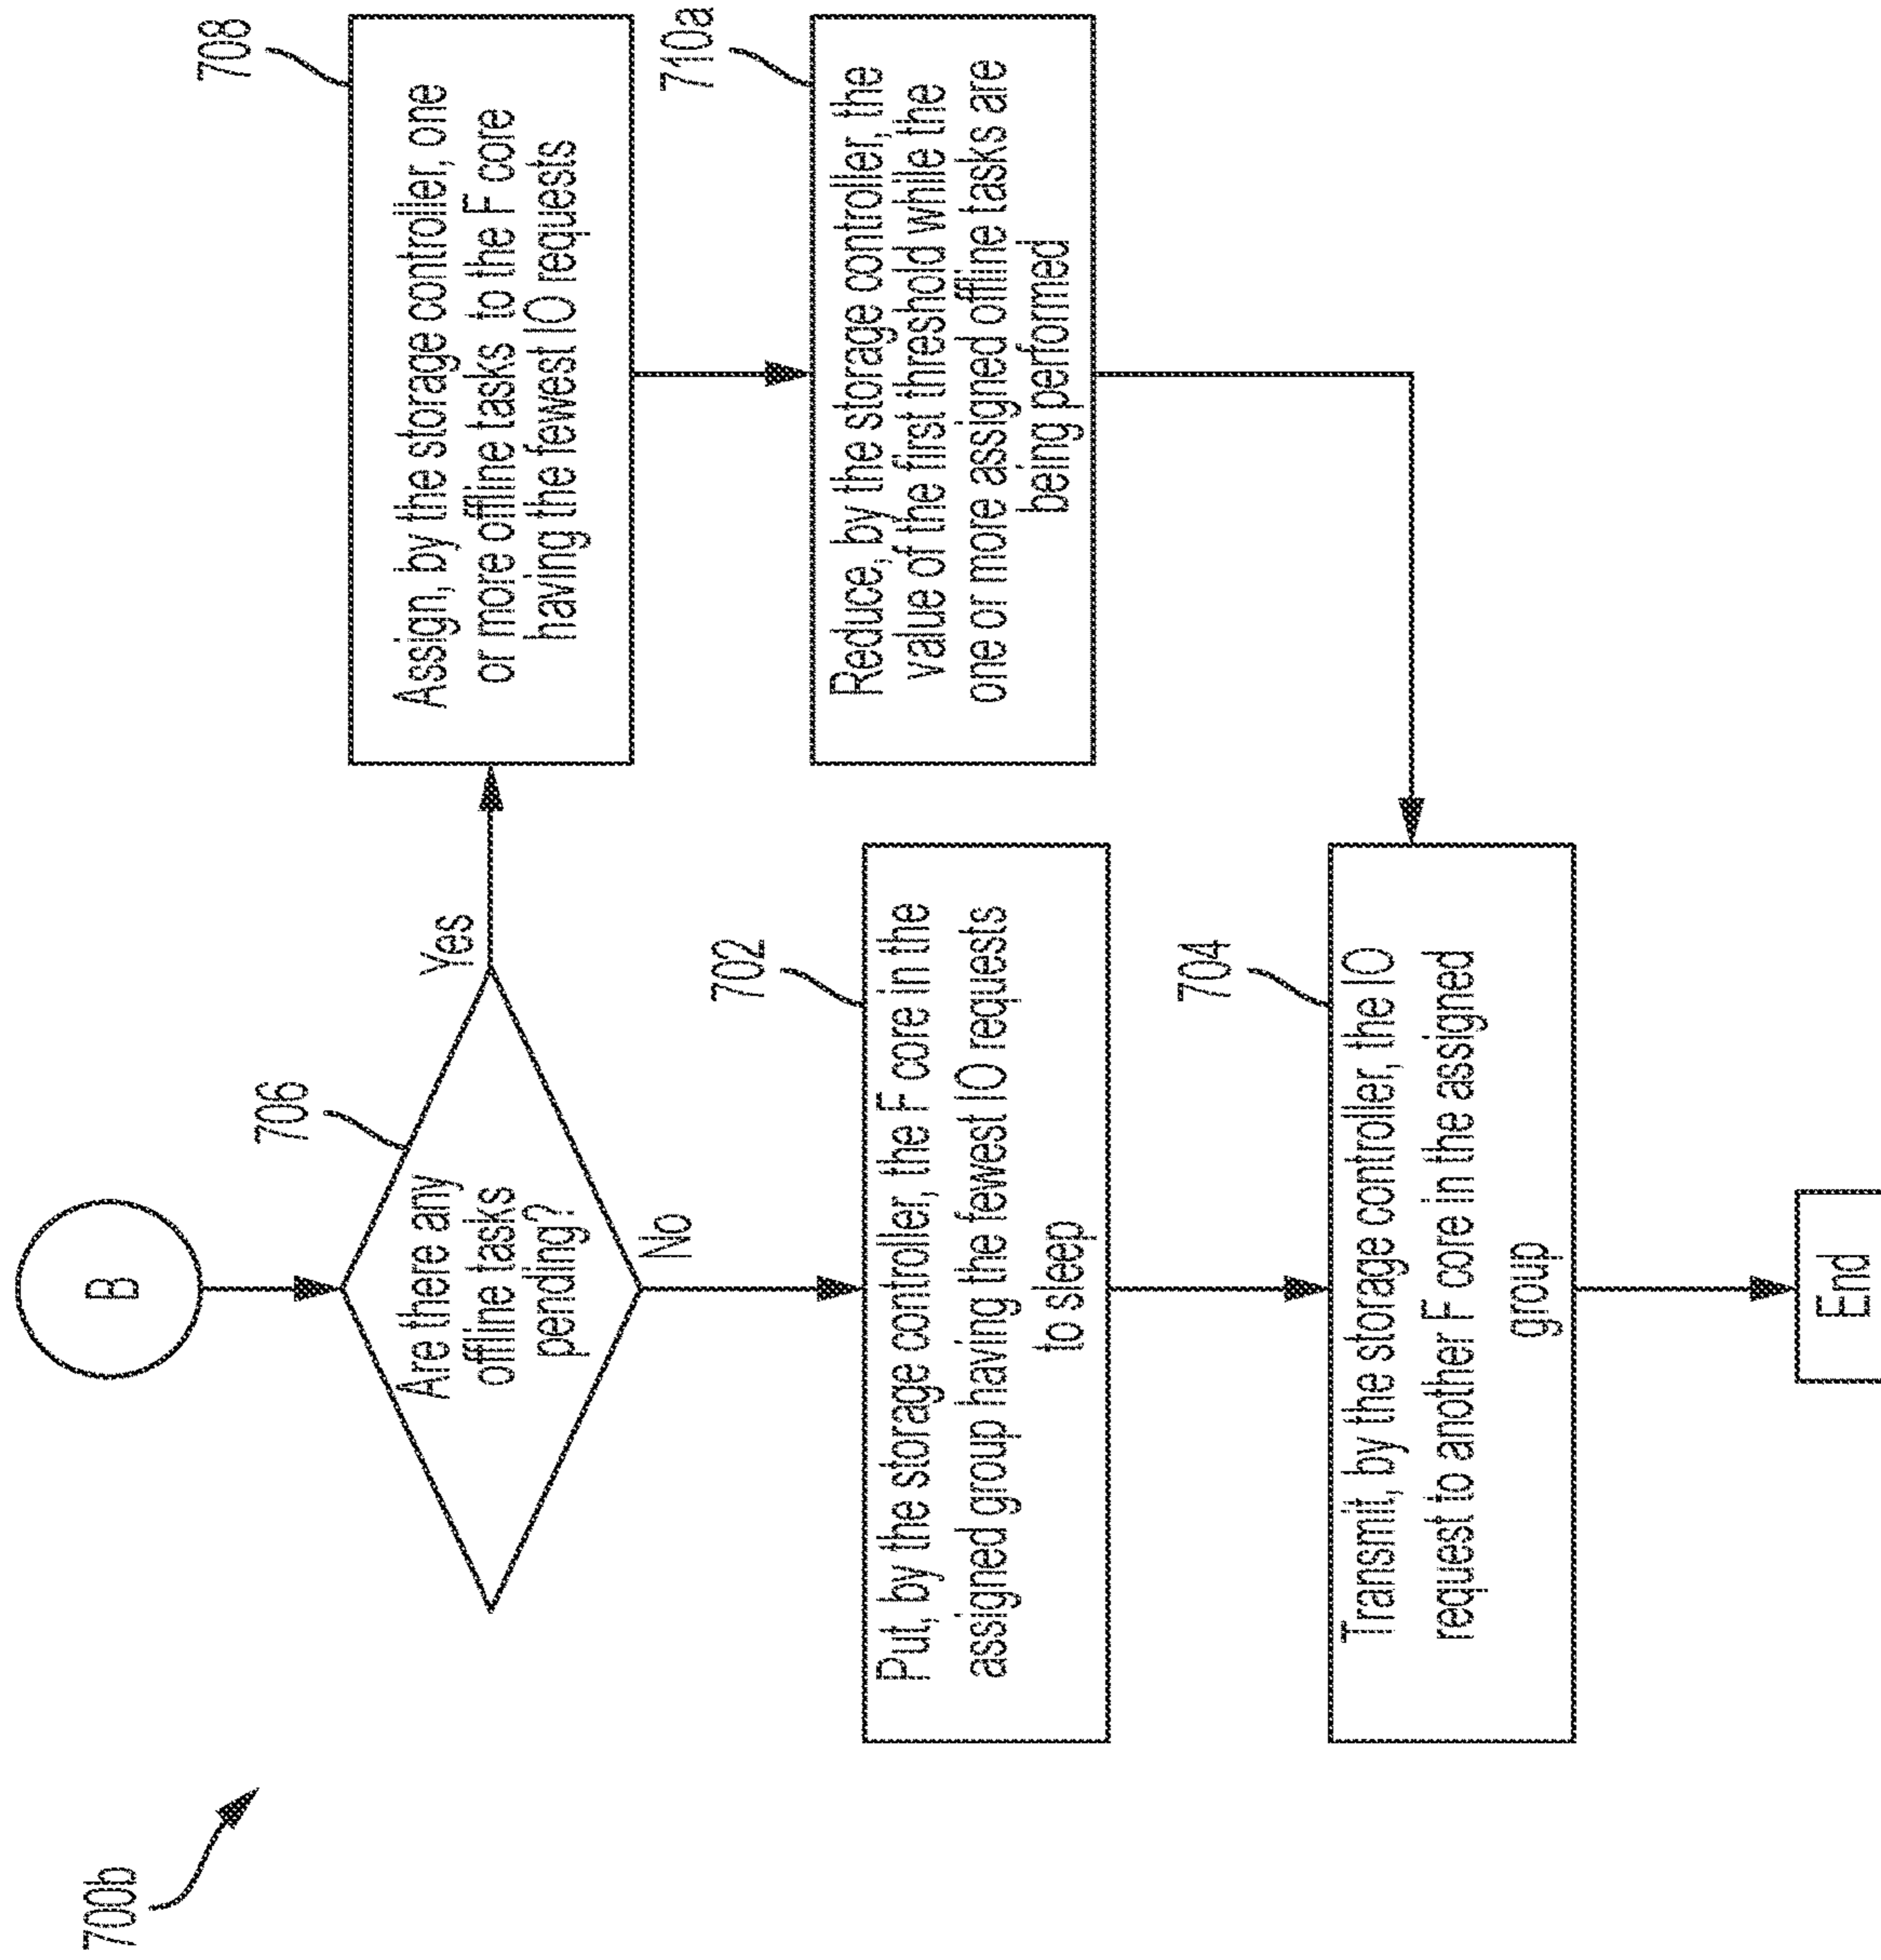 700b
B
706
Are there any
offline tasks
pending?
Yes
No
708
Assign, by the storage controller, one
or more offline tasks to the F core
having the fewest IO requests
710a
Reduce, by the storage controller, the
value of the first threshold while the
one or more assigned offline tasks are
being performed
702
Put, by the storage controller, the F core in the
assigned group having the fewest IO requests
to sleep
704
Transmit, by the storage controller, the IO
request to another F core in the assigned
group
End